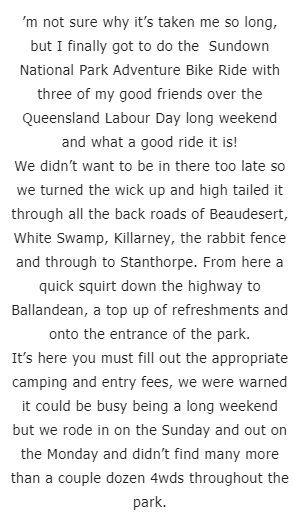 ’m not sure why it’s taken me so long,
but I finally got to do the  Sundown
National Park Adventure Bike Ride with
three of my good friends over the
Queensland Labour Day long weekend
and what a good ride it is!
We didn’t want to be in there too late so
we turned the wick up and high tailed it
through all the back roads of Beaudesert,
White Swamp, Killarney, the rabbit fence
and through to Stanthorpe. From here a
quick squirt down the highway to
Ballandean, a top up of refreshments and
onto the entrance of the park.
It’s here you must fill out the appropriate
camping and entry fees, we were warned
it could be busy being a long weekend
but we rode in on the Sunday and out on
the Monday and didn’t find many more
than a couple dozen 4wds throughout the
park.